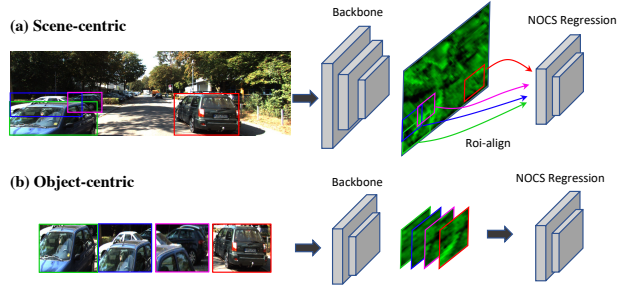 (a) Scene-centric
Backbone
NOCS Regression
Roi-align
(b) Object-centric
Backbone
NOCS Regression